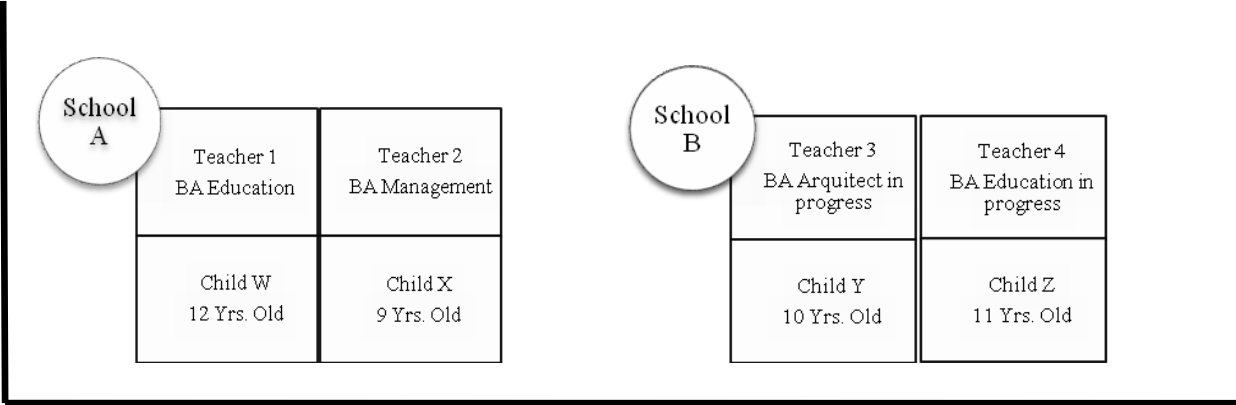 School
A
Teacher 1
BA Education
Teacher 2
BA Management
Child W
12 Yrs. Old
Child X
9 Yrs. Old
School
B
Teacher 3
BA Arquitect in
progress
Teacher 4
BA Education in
progress
Child Y
10 Yrs. Old
Child Z
11 Yrs. Old